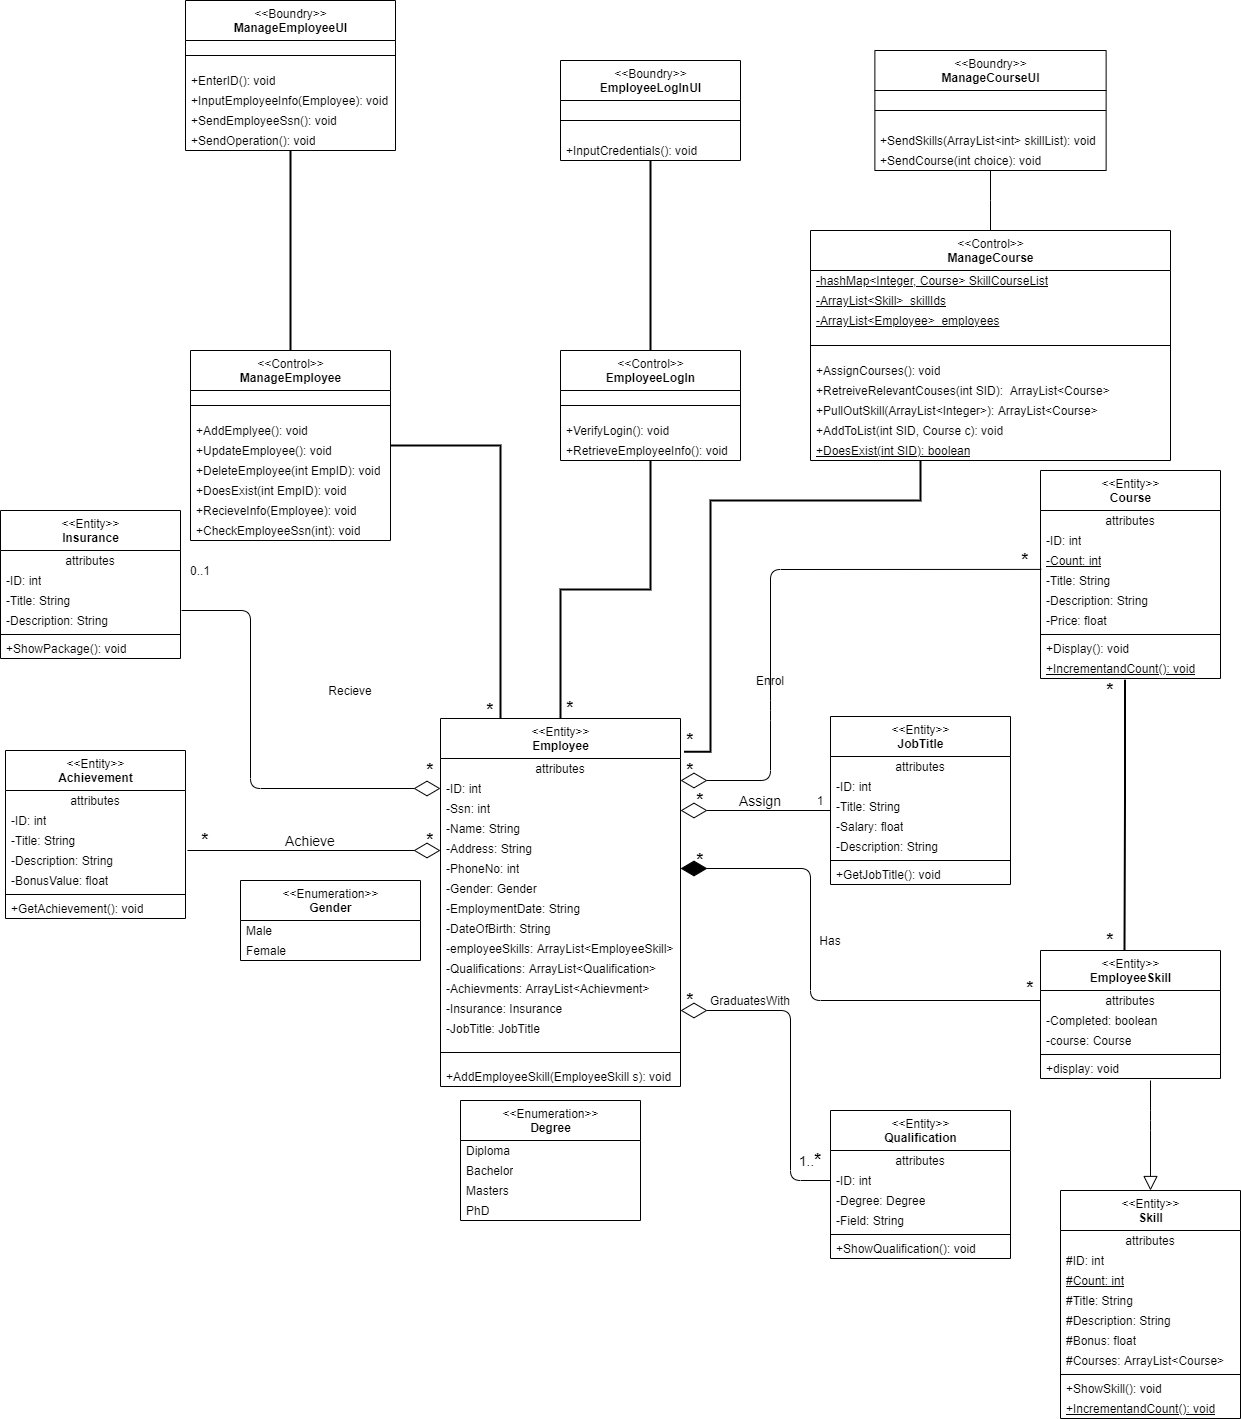 <<Boundry>>
ManageEmployeeUI
+EnterID(): void
+InputEmployeeInfo(Employee): void
+SendEmployeeSsn(): void
+SendOperation(): void
<<Boundry>>
EmployeeLogInUI
+InputCredentials(): void
<<Boundry>>
ManageCourseUI
+SendSkills(ArrayList<int> skillList): void
+SendCourse(int choice): void
<<Control>>
ManageCourse
-hashMap<Integer, Course> SkillCourseList
-ArrayList<Skill> skillIds
-ArrayList<Employee> employees
+AssignCourses(): void
+RetreiveRelevantCouses(int SID): ArrayList<Course>
+PullOutSkill(ArrayList<Integer>): ArrayList<Course>
+AddToList(int SID, Course c): void
+DoesExist(int SID): boolean
<<Control>>
ManageEmployee
+AddEmplyee(): void
+UpdateEmployee(): void
+DeleteEmployee(int EmpID): void
+DoesExist(int EmpID): void
+RecieveInfo(Employee): void
+CheckEmployeeSsn(int): void
<<Control>>
EmployeeLogIn
+VerifyLogin(): void
+RetrieveEmployeeInfo(): void
<<Entity>>
Course
attributes
-ID: int
-Count: int
-Title: String
-Description: String
-Price: float
+Display(): void
+IncrementandCount(): void
<<Entity>>
Insurance
attributes
-ID: int
-Title: String
-Description: String
+ShowPackage(): void
0..1
Recieve
*
*
*
*
*
Enrol
*
<<Entity>>
Employee
attributes
-ID: int
-Ssn: int
-Name: String
-Address: String
-PhoneNo: int
-Gender: Gender
-EmploymentDate: String
-DateOfBirth: String
-employeeSkills: ArrayList<EmployeeSkill>
-Qualifications: ArrayList<Qualification>
-Achievments: ArrayList<Achievment>
-Insurance: Insurance
-JobTitle: JobTitle
+AddEmployeeSkill(EmployeeSkill s): void
<<Entity>>
JobTitle
attributes
-ID: int
-Title: String
-Salary: float
-Description: String
+GetJobTitle(): void
*
Assign
1
<<Entity>>
Achievement
attributes
-ID: int
-Title: String
-Description: String
-BonusValue: float
+GetAchievement(): void
*
Achieve
*
*
<<Enumeration>>
Gender
Male
Female
*
Has
*
*
<<Entity>>
EmployeeSkill
attributes
-Completed: boolean
-course: Course
+display: void
*
GraduatesWith
1..*
<<Enumeration>>
Degree
Diploma
Bachelor
Masters
PhD
<<Entity>>
Qualification
attributes
-ID: int
-Degree: Degree
-Field: String
+ShowQualification(): void
<<Entity>>
Skill
attributes
#ID: int
#Count: int
#Title: String
#Description: String
#Bonus: float
#Courses: ArrayList<Course>
+ShowSkill(): void
+IncrementandCount(): void